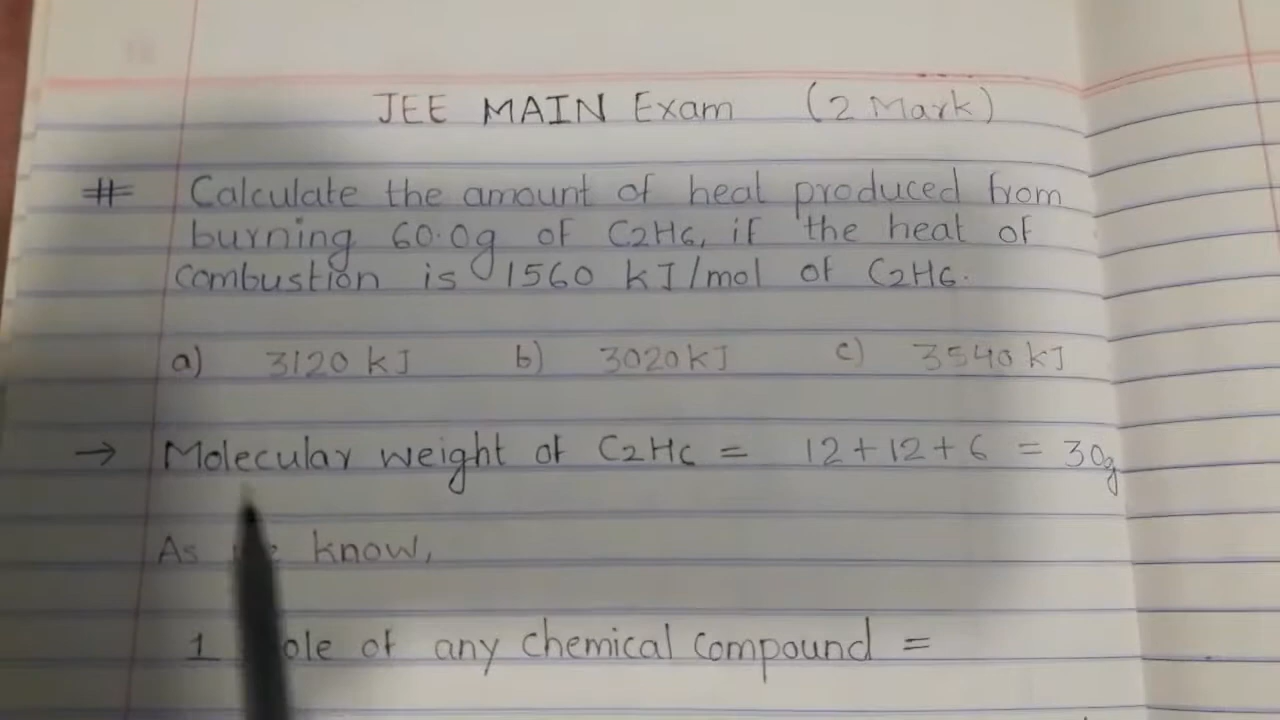 JEE MAIN Exam (2 Mark)
# Calculate the amount of heat produced from
burning 60.0g of C2H6, if the heat of
combustion is 1560 kJ/mol of C2H6.
a) 3120 kJ b) 3020 kJ c) 3540 kJ
→ Molecular weight of C2H6 = 12+12+6 = 30g
As know,
1 of any chemical compound =